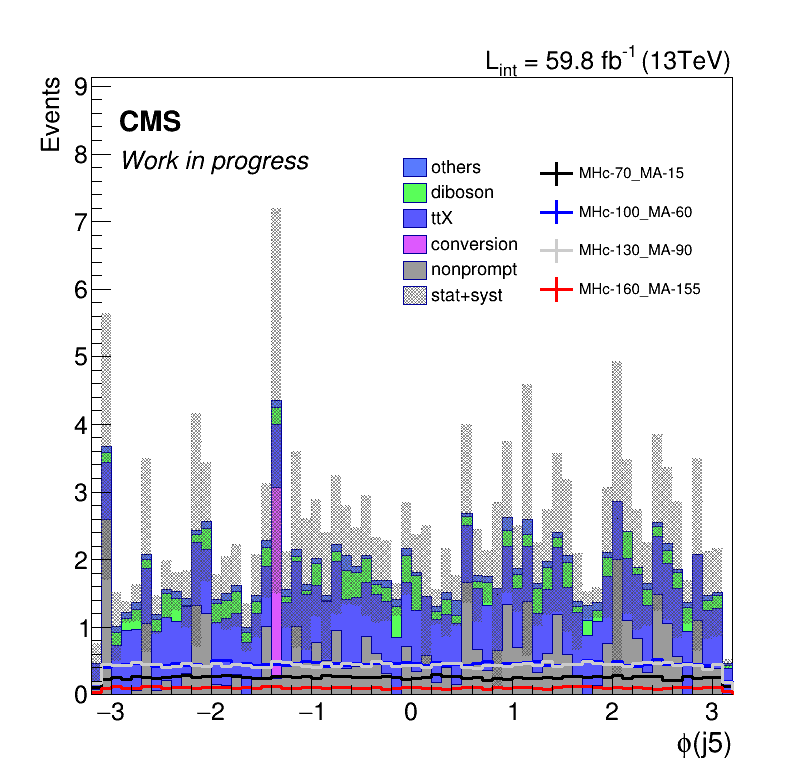 L_int = 59.8 fb^-1 (13TeV)
Events
9
8
7
6
5
4
3
2
1
0
CMS
Work in progress
others
diboson
ttX
conversion
nonprompt
stat+syst
MHc-70_MA-15
MHc-100_MA-60
MHc-130_MA-90
MHc-160_MA-155
−3 −2 −1 0 1 2 3
ϕ(j5)